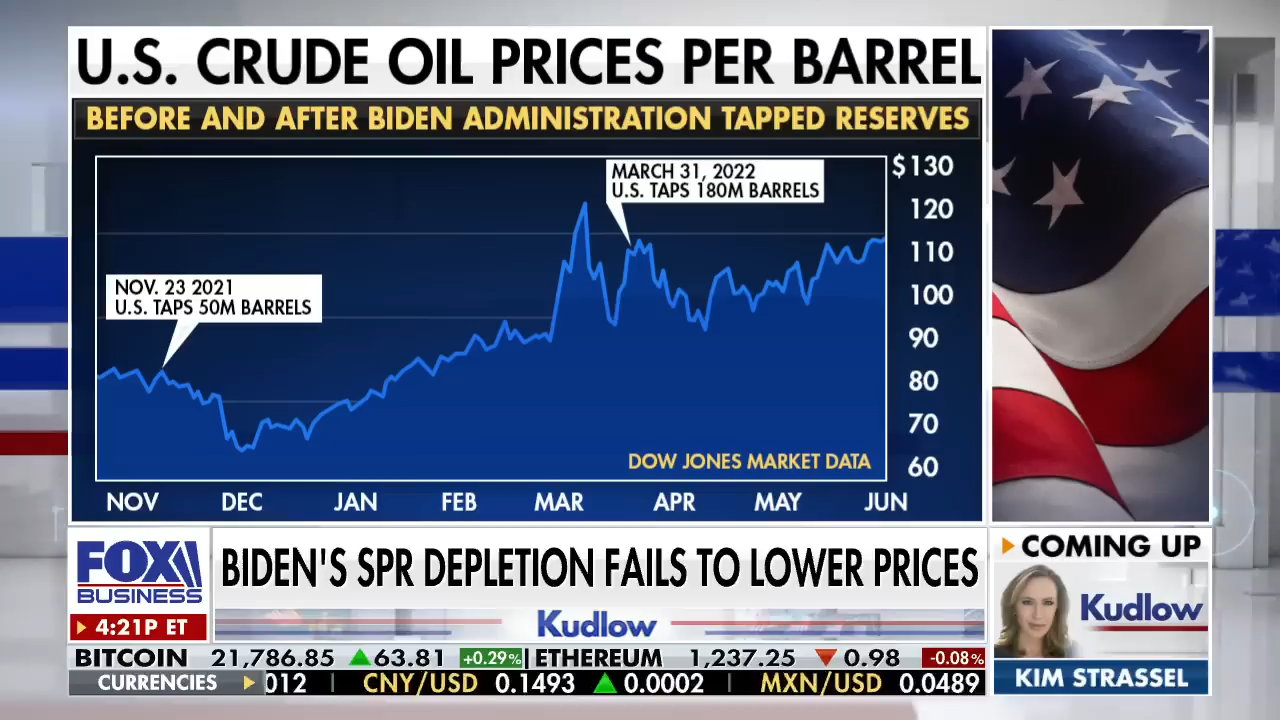 U.S. CRUDE OIL PRICES PER BARREL
BEFORE AND AFTER BIDEN ADMINISTRATION TAPPED RESERVES
MARCH 31, 2022
U.S. TAPS 180M BARRELS
NOV. 23 2021
U.S. TAPS 50M BARRELS
$130
120
110
100
90
80
70
60
DOW JONES MARKET DATA
NOV DEC JAN FEB MAR APR MAY JUN
FOX
BUSINESS
4:21P ET
BIDEN'S SPR DEPLETION FAILS TO LOWER PRICES
Kudlow
COMING UP
Kudlow
KIM STRASSEL
BITCOIN 21,786.85 63.81 +0.29% ETHEREUM 1,237.25 0.98 -0.08%
CURRENCIES 012 CNY/USD 0.1493 0.0002 MXN/USD 0.0489